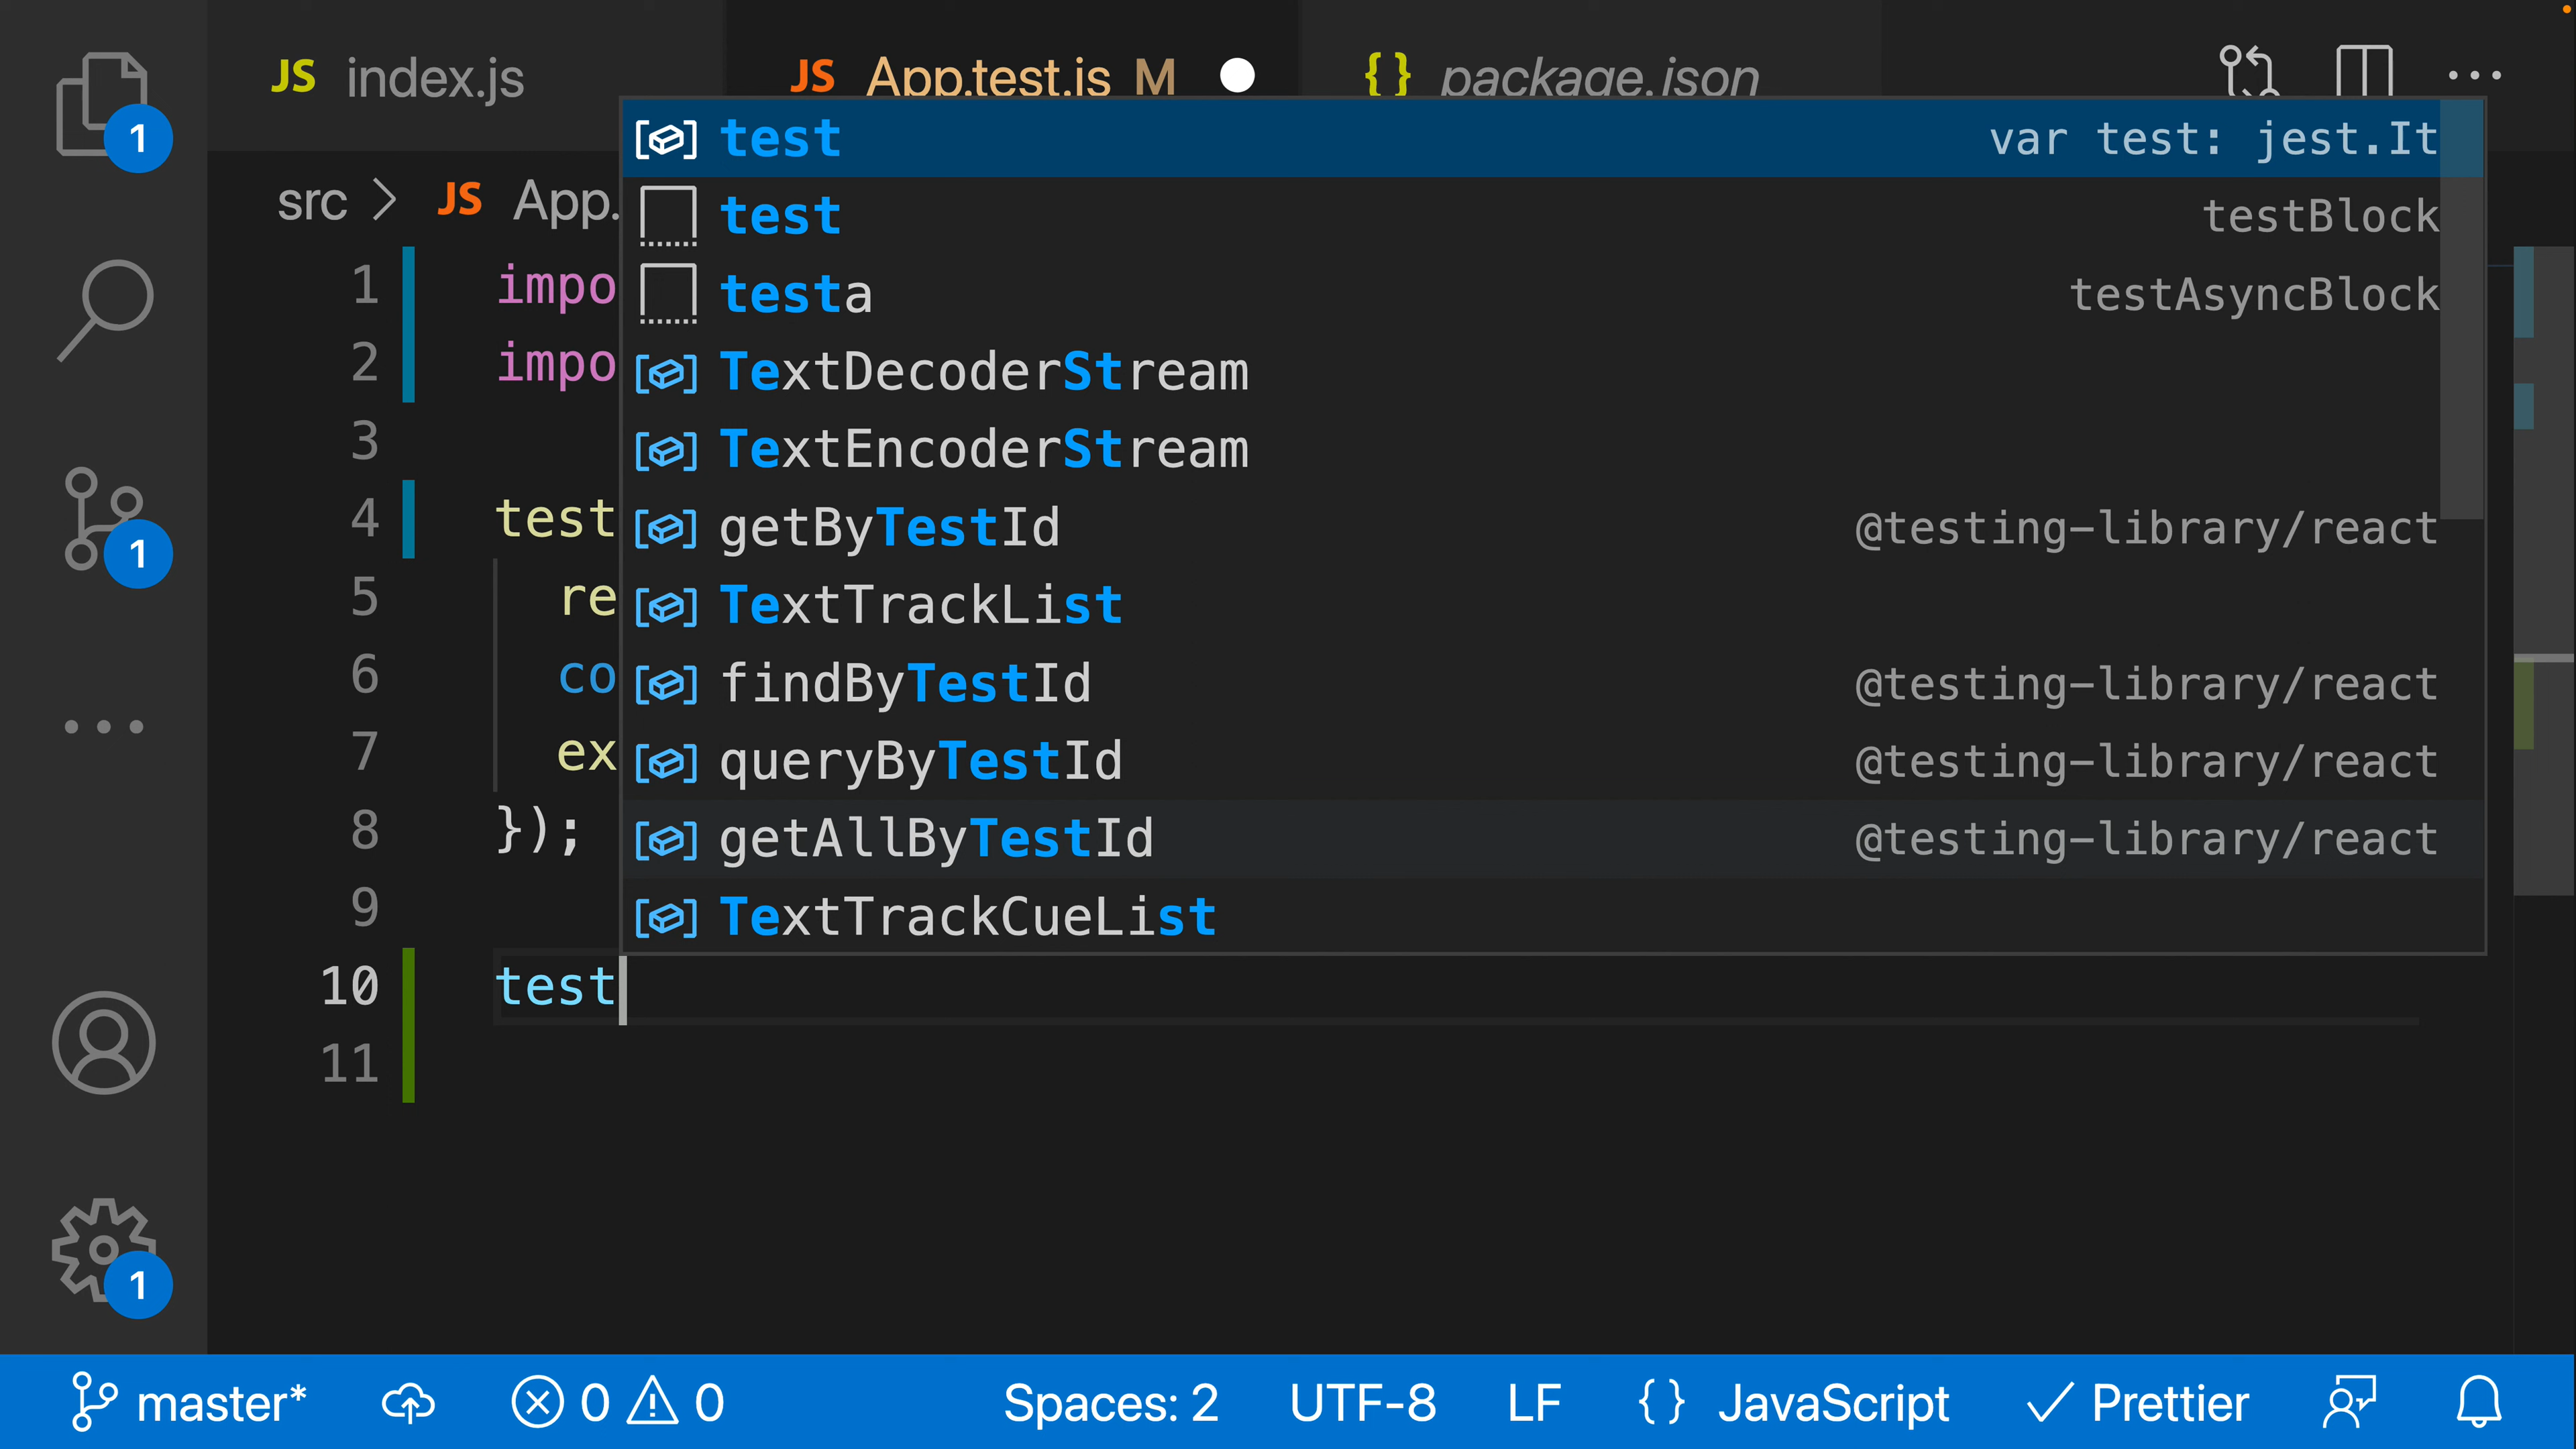 JS index.js
JS App.test.js M
{ } package.json
src > JS App.
1 impo
2 impo
3
4 test
5 re
6 co
7 ex
8 });
9
10 test
11
test var test: jest.It
test testBlock
testa testAsyncBlock
TextDecoderStream
TextEncoderStream
getByTestId @testing-library/react
TextTrackList
findByTestId @testing-library/react
queryByTestId @testing-library/react
getAllByTestId @testing-library/react
TextTrackCueList
1
1
1
master* 0 0 Spaces: 2 UTF-8 LF { } JavaScript Prettier